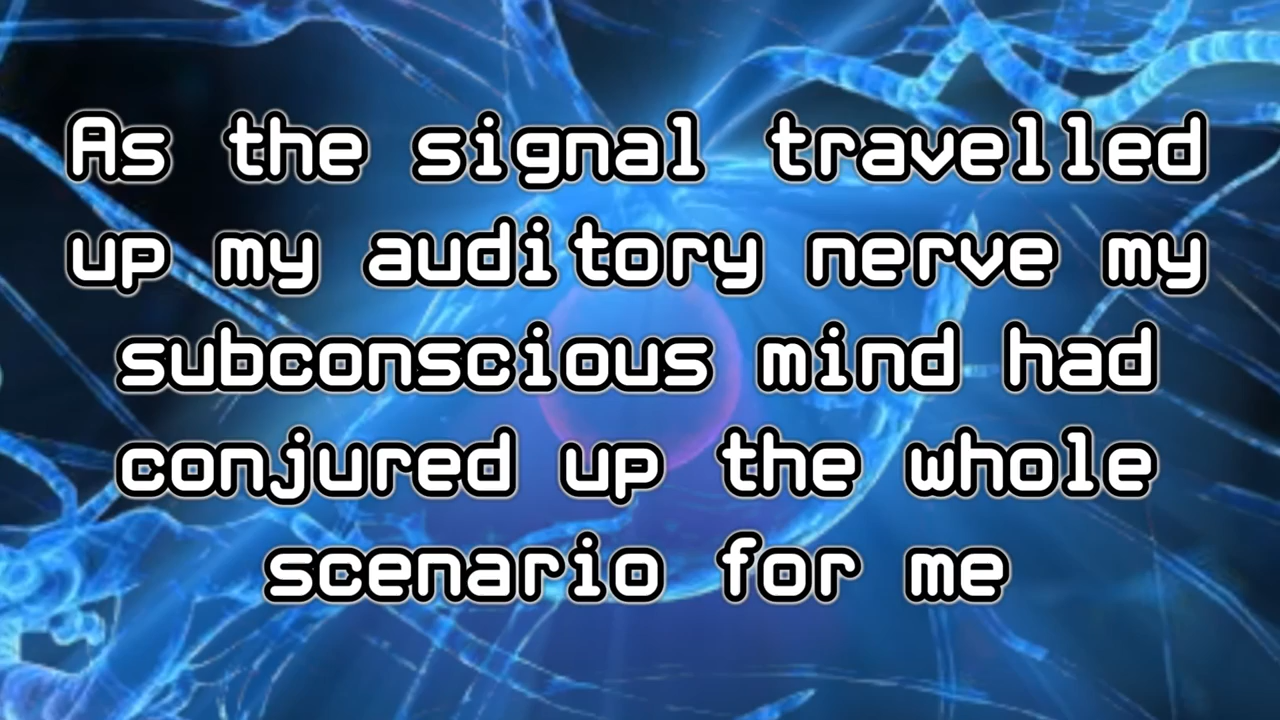 As the signal travelled
up my auditory nerve my
subconscious mind had
conjured up the whole
scenario for me